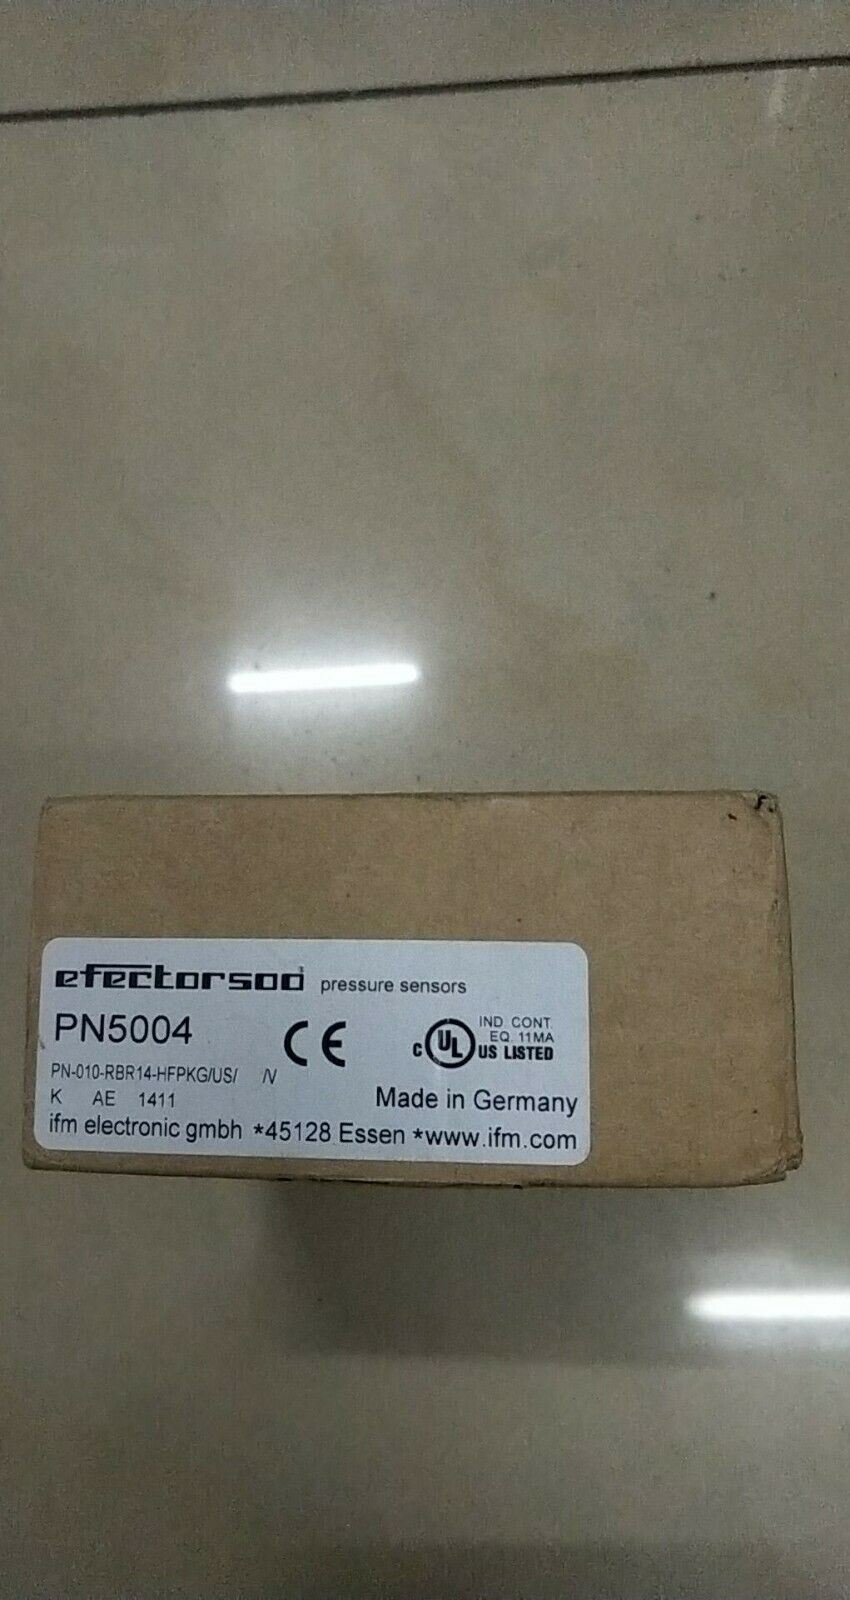 efector500 pressure sensors
PN5004
CE
C UL US LISTED
IND. CONT.
EQ. 11MA
PN-010-RBR14-HFPKG/US/ /V
K AE 1411
Made in Germany
ifm electronic gmbh *45128 Essen *www.ifm.com